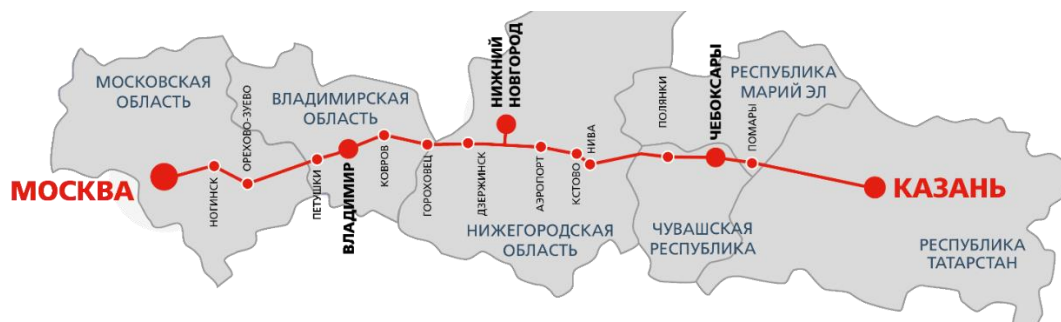 МОСКОВСКАЯ
ОБЛАСТЬ
МОСКВА
НОГИНСК
ОРЕХОВО-ЗУЕВО
ВЛАДИМИРСКАЯ
ОБЛАСТЬ
ПЕТУШКИ
ВЛАДИМИР
КОВРОВ
ГОРОХОВЕЦ
ДЗЕРЖИНСК
НИЖНИЙ
НОВГОРОД
АЭРОПОРТ
КСТОВО
НИВА
НИЖЕГОРОДСКАЯ
ОБЛАСТЬ
ПОЛЯНКИ
ЧЕБОКСАРЫ
ЧУВАШСКАЯ
РЕСПУБЛИКА
РЕСПУБЛИКА
МАРИЙ ЭЛ
ПОМАРЫ
КАЗАНЬ
РЕСПУБЛИКА
ТАТАРСТАН